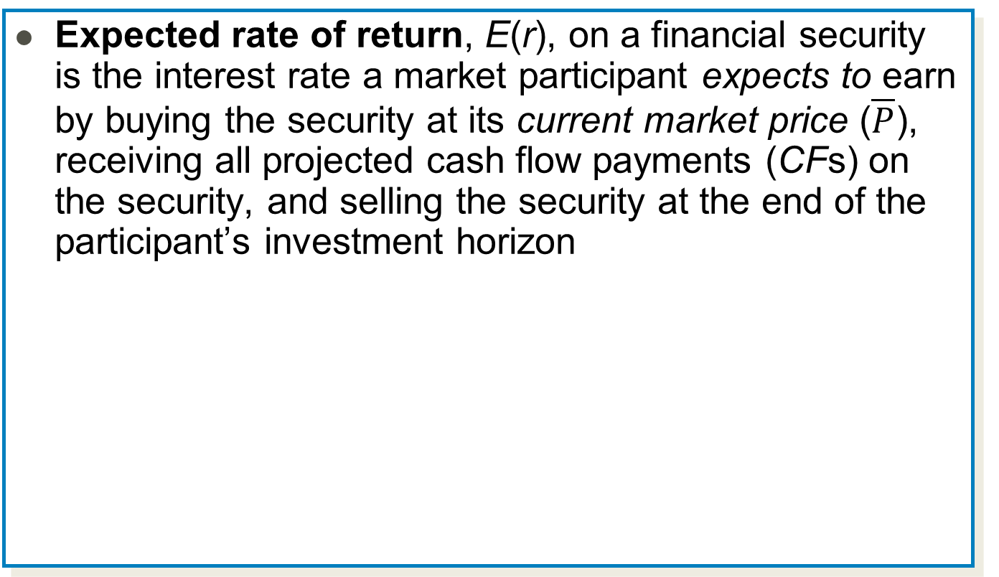 • Expected rate of return, E(r), on a financial security
is the interest rate a market participant expects to earn
by buying the security at its current market price (P̅),
receiving all projected cash flow payments (CFs) on
the security, and selling the security at the end of the
participant’s investment horizon